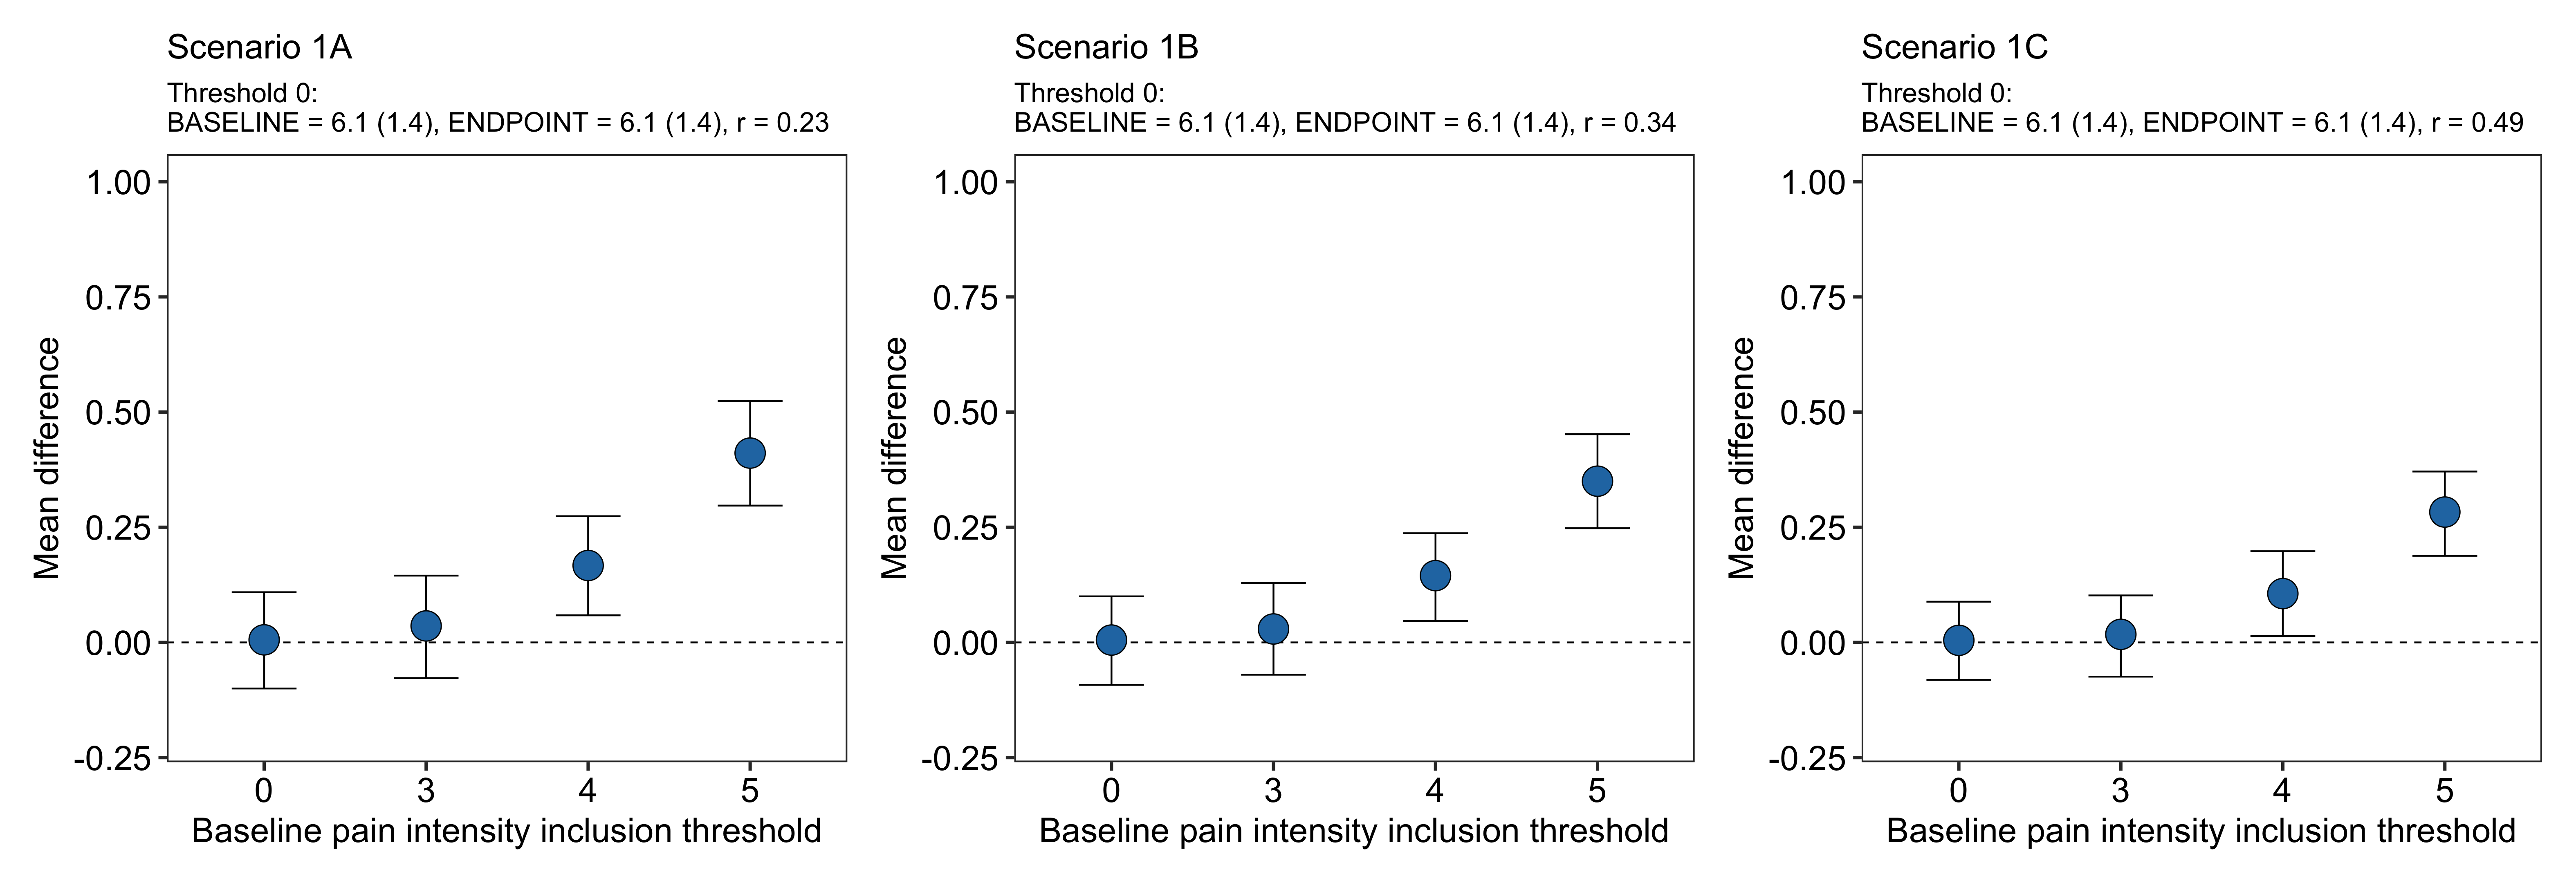 Scenario 1A
Threshold 0:
BASELINE = 6.1 (1.4), ENDPOINT = 6.1 (1.4), r = 0.23
1.00
0.75
0.50
0.25
0.00
-0.25
Mean difference
0 3 4 5
Baseline pain intensity inclusion threshold
Scenario 1B
Threshold 0:
BASELINE = 6.1 (1.4), ENDPOINT = 6.1 (1.4), r = 0.34
1.00
0.75
0.50
0.25
0.00
-0.25
Mean difference
0 3 4 5
Baseline pain intensity inclusion threshold
Scenario 1C
Threshold 0:
BASELINE = 6.1 (1.4), ENDPOINT = 6.1 (1.4), r = 0.49
1.00
0.75
0.50
0.25
0.00
-0.25
Mean difference
0 3 4 5
Baseline pain intensity inclusion threshold